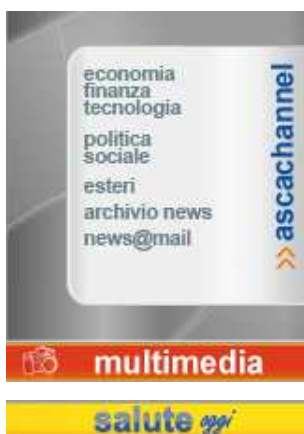 economia
finanza
tecnologia
politica
sociale
esteri
archivio news
news@mail
>> ascachannel
multimedia
salute oggi